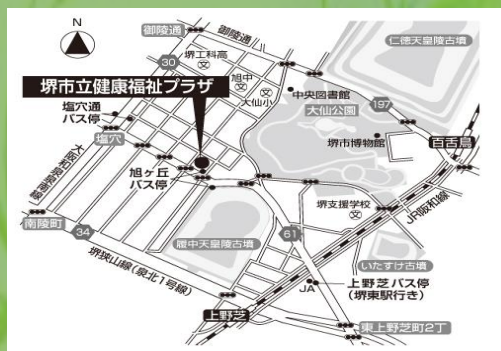 N
御陵通
仁徳天皇陵古墳
堺工科高
30
旭中
文
文
大仙小
文
堺市立健康福祉プラザ
中央図書館
197
大仙公園
塩穴通
バス停
堺市博物館
百舌鳥
塩穴
大阪和泉泉南線
旭ヶ丘
バス停
堺支援学校
文
JR阪和線
南陵町
34
履中天皇陵古墳
61
いたすけ古墳
堺狭山線(泉北1号線)
JA
上野芝バス停
(堺東駅行き)
上野芝
東上野芝町2丁